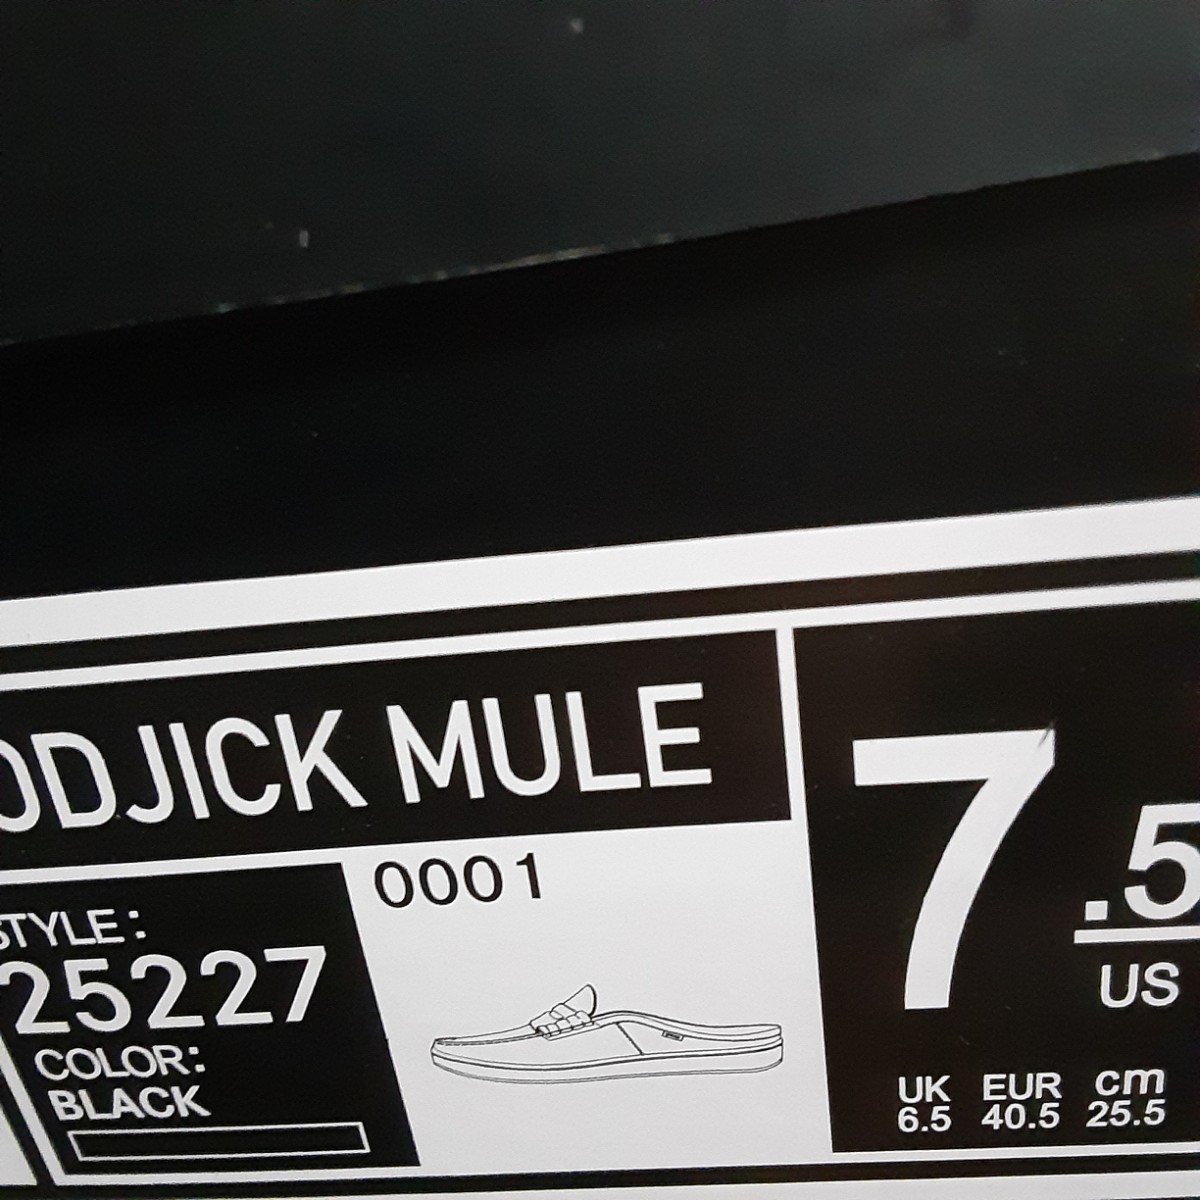 ODJICK MULE
7.5
US
0001
STYLE:
25227
COLOR:
BLACK
UK EUR cm
6.5 40.5 25.5